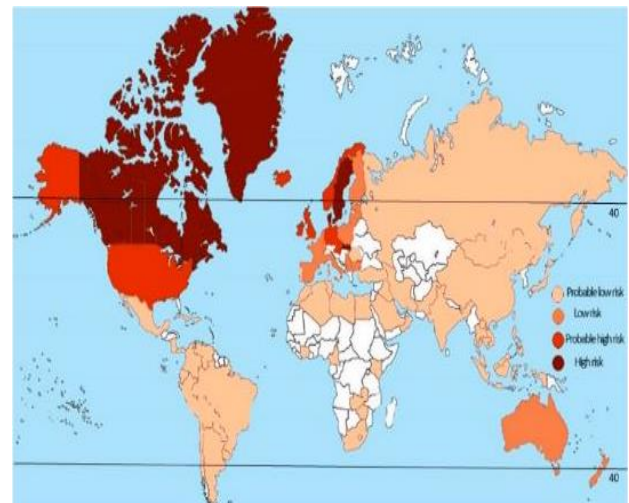 40
Probable low risk
Low risk
Probable high risk
High risk
40